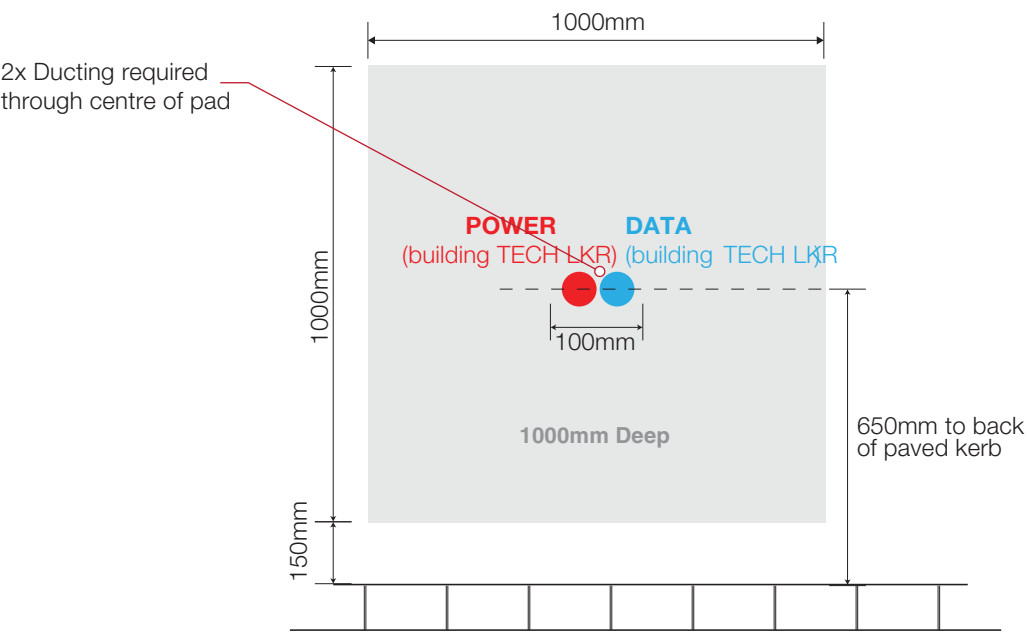 1000mm
2x Ducting required
through centre of pad
POWER
(building TECH LKR)
DATA
(building TECH LKR)
1000mm
100mm
1000mm Deep
650mm to back
of paved kerb
150mm